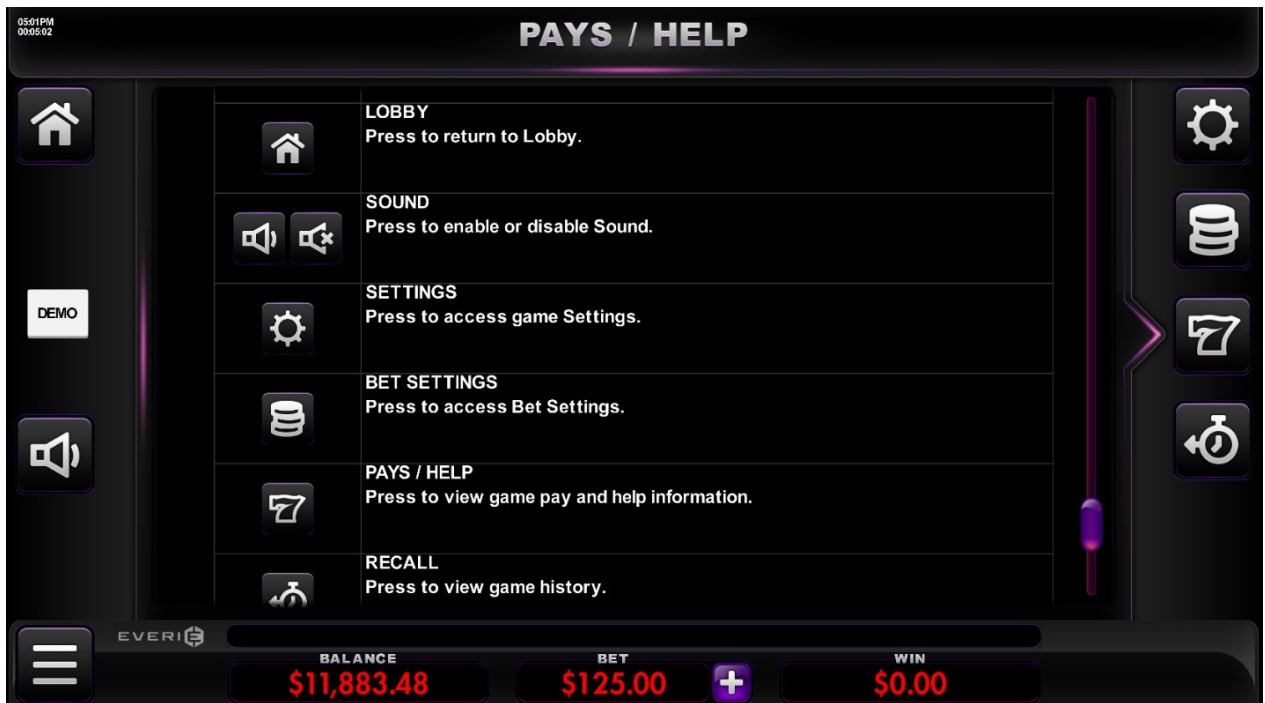 05:01PM
00:05:02
PAYS / HELP
LOBBY
Press to return to Lobby.
SOUND
Press to enable or disable Sound.
SETTINGS
Press to access game Settings.
DEMO
BET SETTINGS
Press to access Bet Settings.
PAYS / HELP
Press to view game pay and help information.
RECALL
Press to view game history.
EVERI
BALANCE
$11,883.48
BET
$125.00
WIN
$0.00